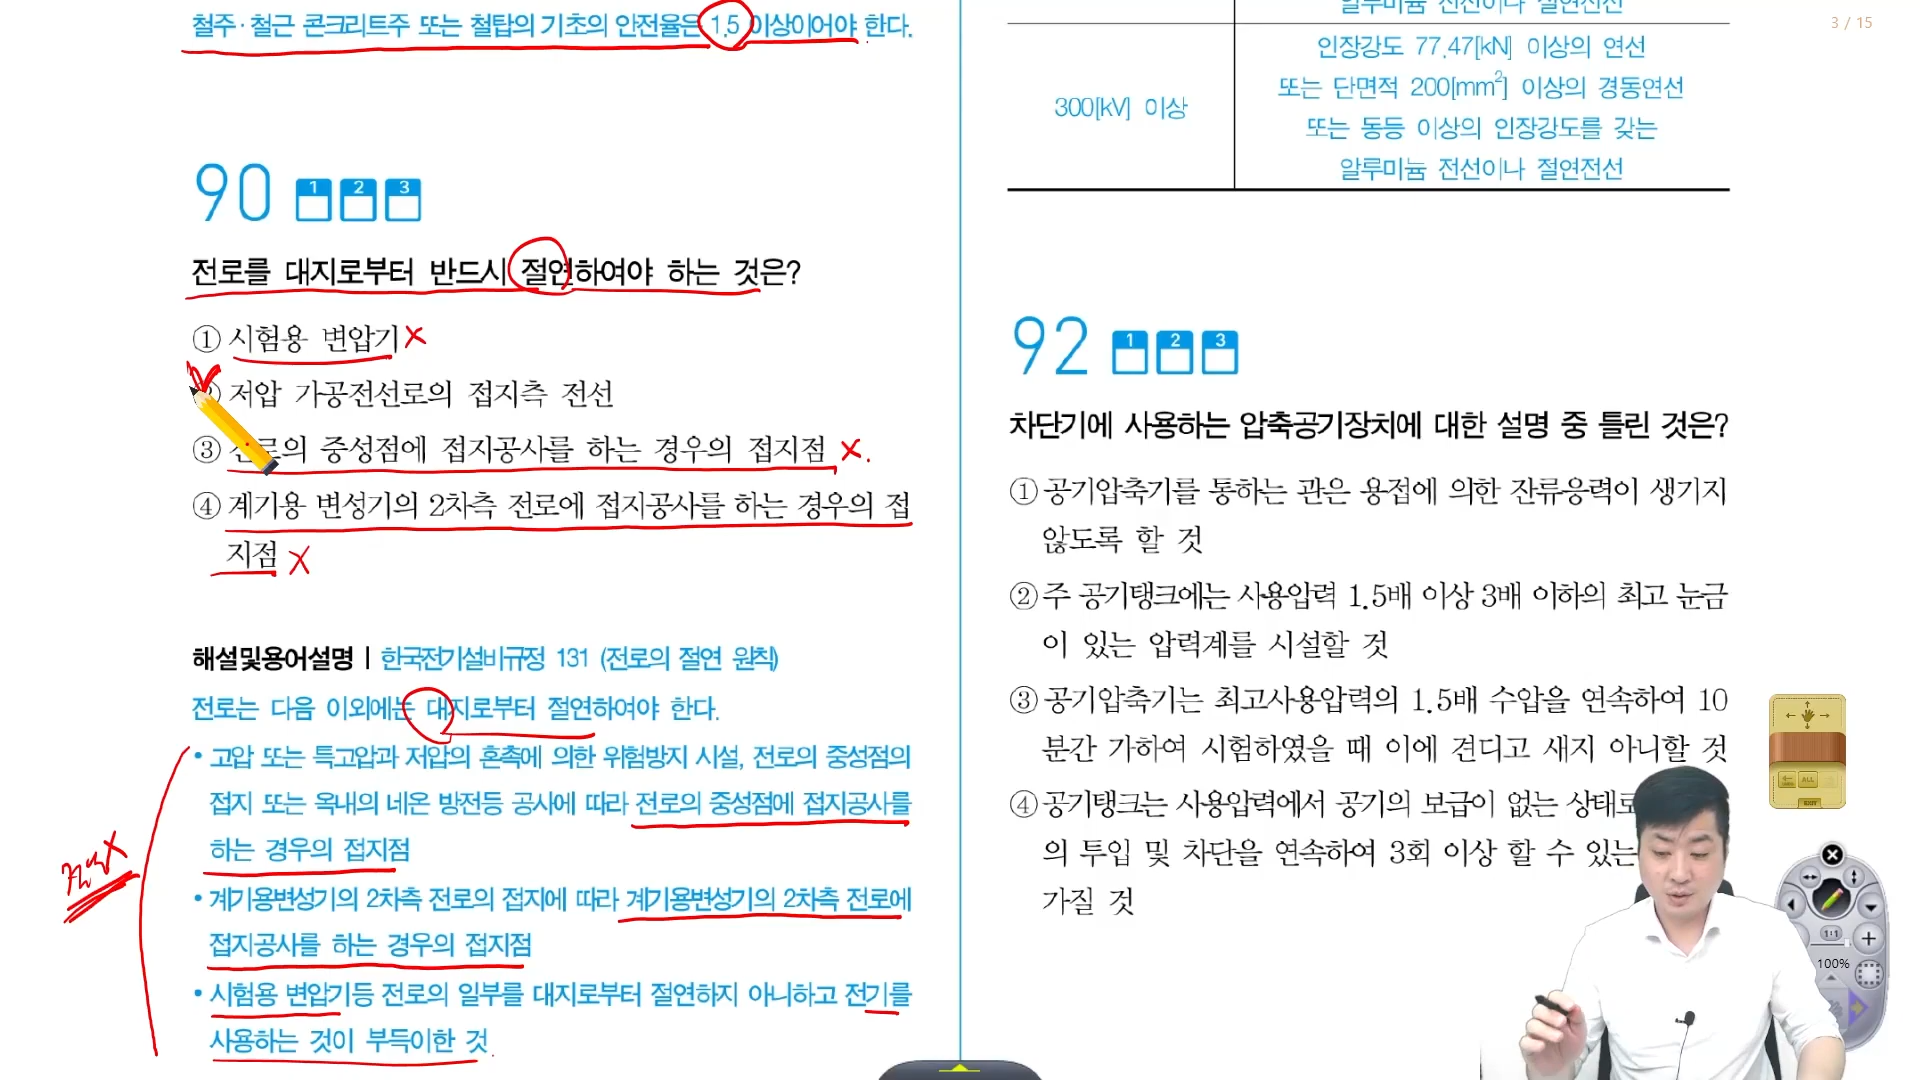 철주·철근 콘크리트주 또는 철탑의 기초의 안전율은 1.5 이상이어야 한다.
90 1 2 3
전로를 대지로부터 반드시 절연하여야 하는 것은?
① 시험용 변압기 ×
② 저압 가공전선로의 접지측 전선
③ 전로의 중성점에 접지공사를 하는 경우의 접지점 ×.
④ 계기용 변성기의 2차측 전로에 접지공사를 하는 경우의 접
지점 ×
해설및용어설명 | 한국전기설비규정 131 (전로의 절연 원칙)
전로는 다음 이외에는 대지로부터 절연하여야 한다.
• 고압 또는 특고압과 저압의 혼촉에 의한 위험방지 시설, 전로의 중성점의
접지 또는 옥내의 네온 방전등 공사에 따라 전로의 중성점에 접지공사를
하는 경우의 접지점
• 계기용변성기의 2차측 전로의 접지에 따라 계기용변성기의 2차측 전로에
접지공사를 하는 경우의 접지점
• 시험용 변압기등 전로의 일부를 대지로부터 절연하지 아니하고 전기를
사용하는 것이 부득이한 것.
알루미늄 전선이나 절연전선
300[kV] 이상
인장강도 77.47[kN] 이상의 연선
또는 단면적 200[mm²] 이상의 경동연선
또는 동등 이상의 인장강도를 갖는
알루미늄 전선이나 절연전선
92 1 2 3
차단기에 사용하는 압축공기장치에 대한 설명 중 틀린 것은?
① 공기압축기를 통하는 관은 용접에 의한 잔류응력이 생기지
않도록 할 것
② 주 공기탱크에는 사용압력 1.5배 이상 3배 이하의 최고 눈금
이 있는 압력계를 시설할 것
③ 공기압축기는 최고사용압력의 1.5배 수압을 연속하여 10
분간 가하여 시험하였을 때 이에 견디고 새지 아니할 것
④ 공기탱크는 사용압력에서 공기의 보급이 없는 상태로
의 투입 및 차단을 연속하여 3회 이상 할 수 있는
가질 것
3 / 15
ALL
EXIT
1:1
100%